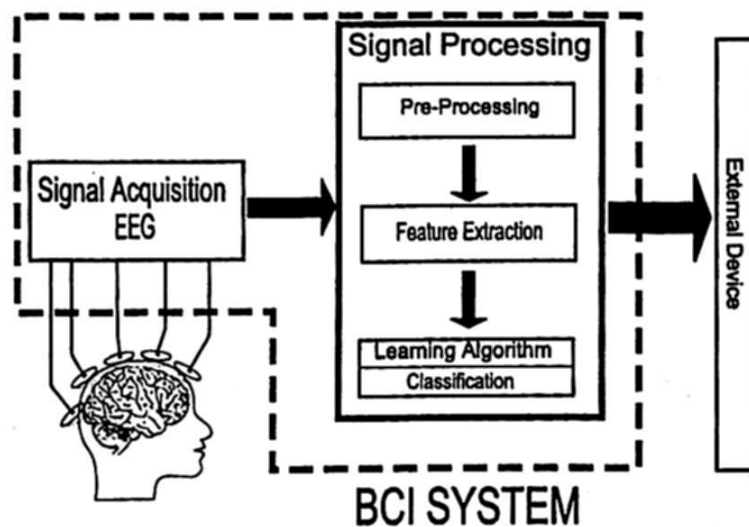 Signal Processing
Pre-Processing
Signal Acquisition
EEG
Feature Extraction
Learning Algorithm
Classification
External Device
BCI SYSTEM